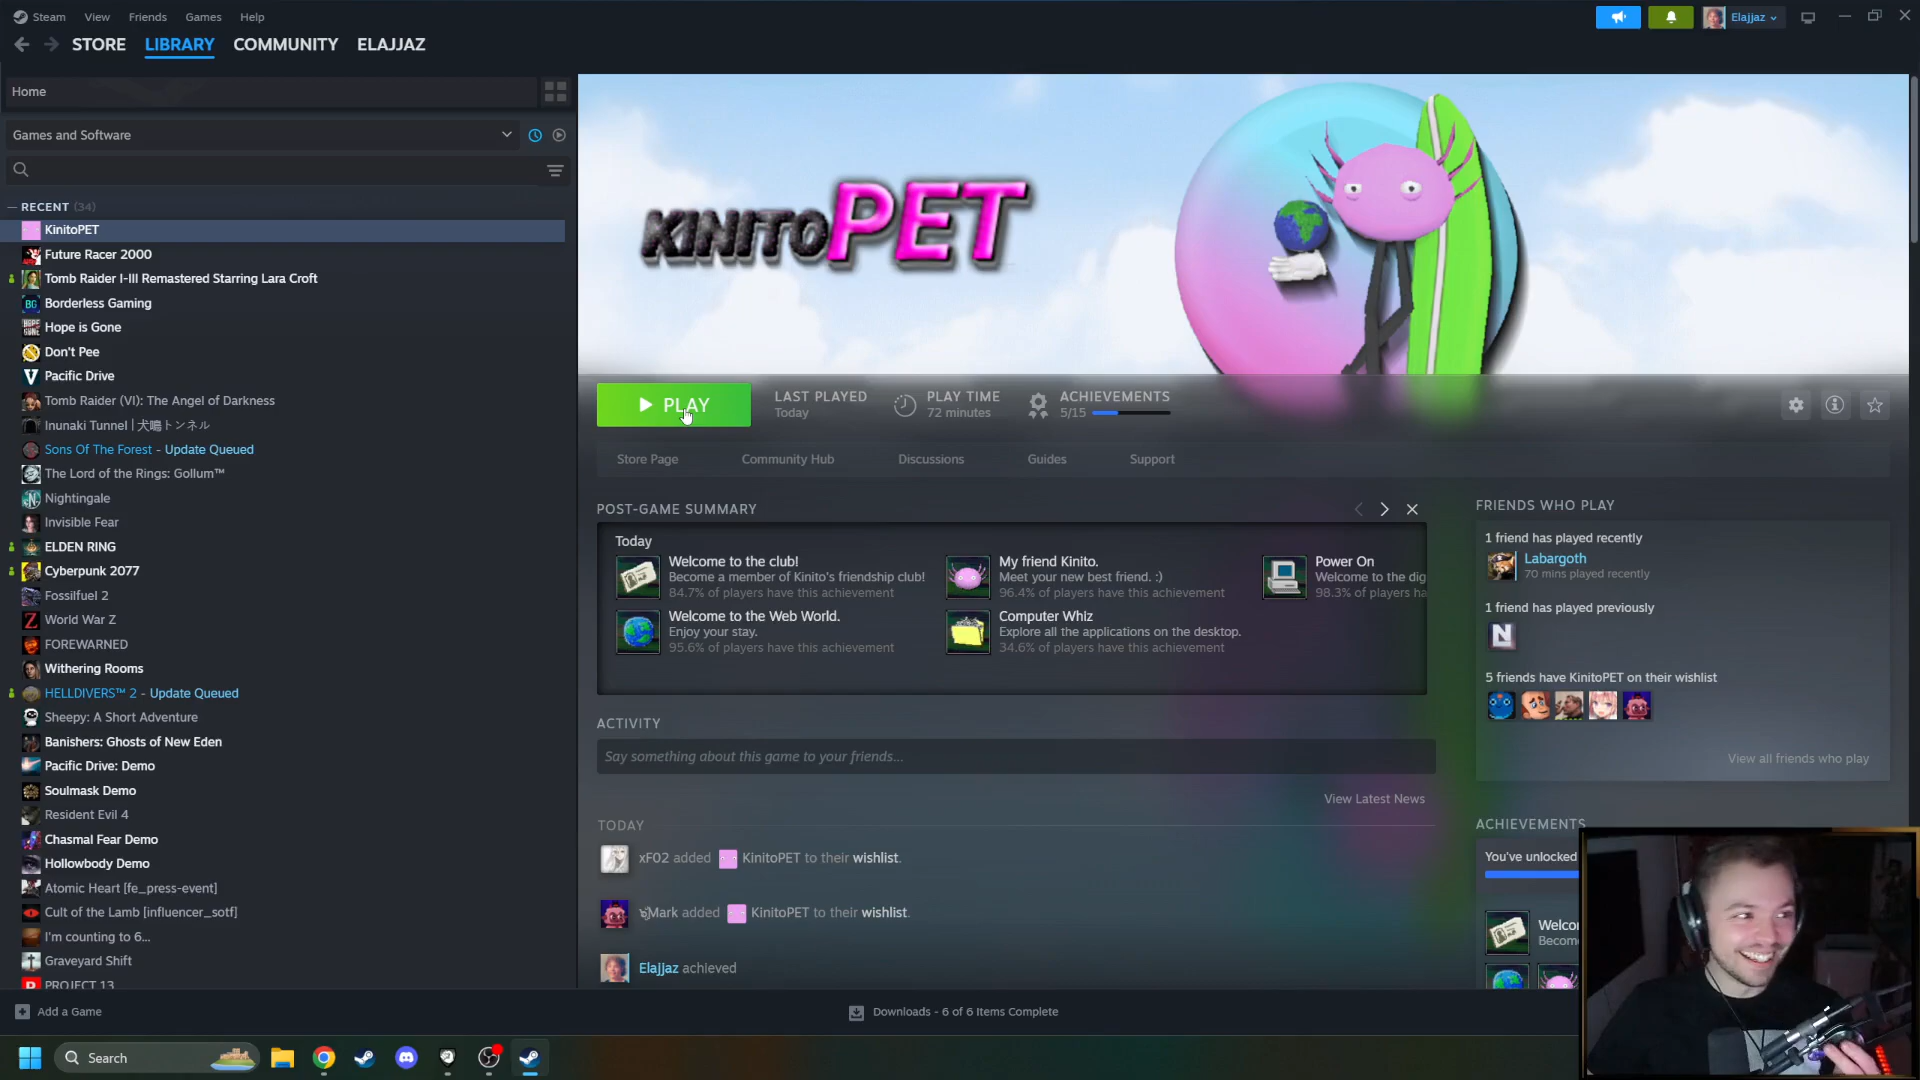 Steam View Friends Games Help
Elajjaz
STORE LIBRARY COMMUNITY ELAJJAZ
Home
Games and Software
RECENT (34)
KinitoPET
Future Racer 2000
Tomb Raider I-III Remastered Starring Lara Croft
BG Borderless Gaming
Hope is Gone
Don't Pee
Pacific Drive
Tomb Raider (VI): The Angel of Darkness
Inunaki Tunnel | 犬鳴トンネル
Sons Of The Forest - Update Queued
The Lord of the Rings: Gollum™
Nightingale
Invisible Fear
ELDEN RING
Cyberpunk 2077
Fossilfuel 2
World War Z
FOREWARNED
Withering Rooms
HELLDIVERS™ 2 - Update Queued
Sheepy: A Short Adventure
Banishers: Ghosts of New Eden
Pacific Drive: Demo
Soulmask Demo
Resident Evil 4
Chasmal Fear Demo
Hollowbody Demo
Atomic Heart [fe_press-event]
Cult of the Lamb [influencer_sotf]
I'm counting to 6...
Graveyard Shift
PROJECT 13
Add a Game
KINITOPET
PLAY
LAST PLAYED
Today
PLAY TIME
72 minutes
ACHIEVEMENTS
5/15
Store Page Community Hub Discussions Guides Support
POST-GAME SUMMARY
Today
Welcome to the club!
Become a member of Kinito's friendship club!
84.7% of players have this achievement
My friend Kinito.
Meet your new best friend. :)
96.4% of players have this achievement
Power On
Welcome to the dig
98.3% of players ha
Welcome to the Web World.
Enjoy your stay.
95.6% of players have this achievement
Computer Whiz
Explore all the applications on the desktop.
34.6% of players have this achievement
ACTIVITY
Say something about this game to your friends...
View Latest News
TODAY
xF02 added KinitoPET to their wishlist.
Mark added KinitoPET to their wishlist.
Elajjaz achieved
FRIENDS WHO PLAY
1 friend has played recently
Labargoth
70 mins played recently
1 friend has played previously
N
5 friends have KinitoPET on their wishlist
View all friends who play
ACHIEVEMENTS
You've unlocked
Welco
Becom
Downloads - 6 of 6 Items Complete
Search